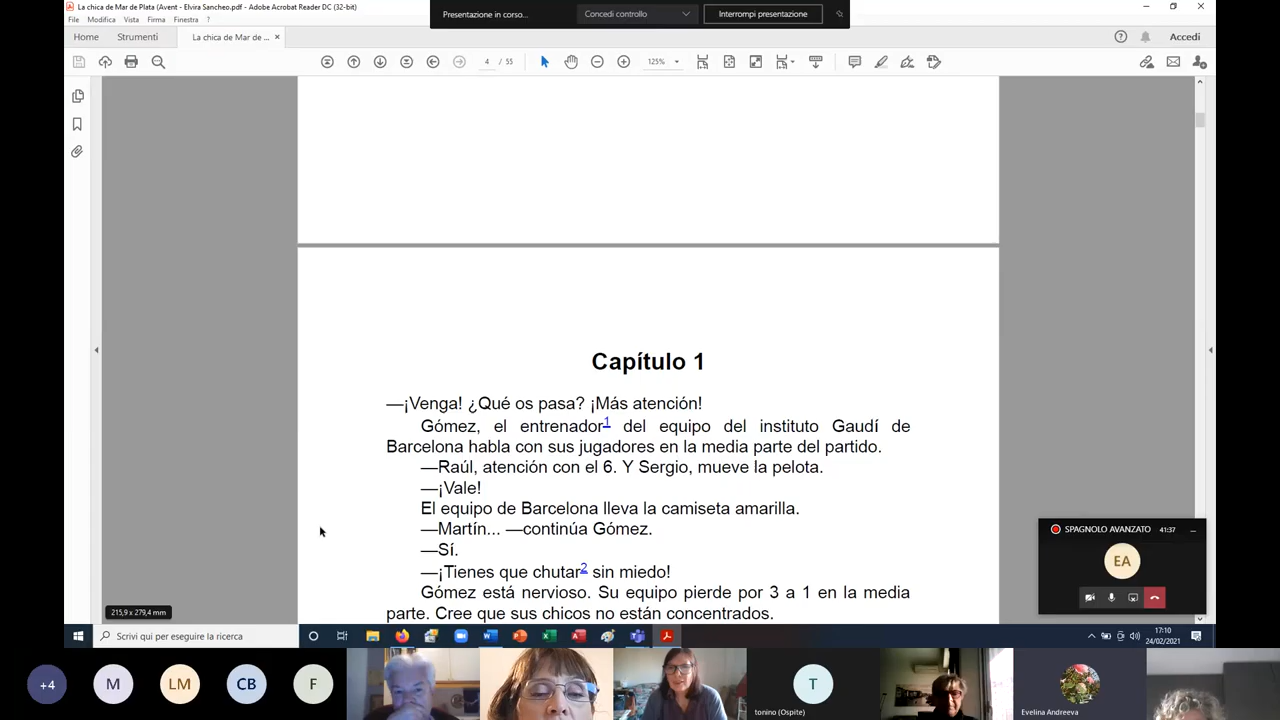 La chica de Mar de Plata (Avent - Elvira Sancheo.pdf - Adobe Acrobat Reader DC (32-bit)
Presentazione in corso...
Concedi controllo
Interrompi presentazione
File Modifica Vista Firma Finestra ?
Home Strumenti La chica de Mar de ... × Accedi
4 / 55 125%
Capítulo 1
—¡Venga! ¿Qué os pasa? ¡Más atención!
Gómez, el entrenador1 del equipo del instituto Gaudí de
Barcelona habla con sus jugadores en la media parte del partido.
—Raúl, atención con el 6. Y Sergio, mueve la pelota.
—¡Vale!
El equipo de Barcelona lleva la camiseta amarilla.
—Martín... —continúa Gómez.
—Sí.
—¡Tienes que chutar2 sin miedo!
Gómez está nervioso. Su equipo pierde por 3 a 1 en la media
parte. Cree que sus chicos no están concentrados.
215,9 x 279,4 mm
SPAGNOLO AVANZATO 41:37
EA
Scrivi qui per eseguire la ricerca
17:10
24/02/2021
+4 M LM CB F T
tonino (Ospite)
Evelina Andreeva